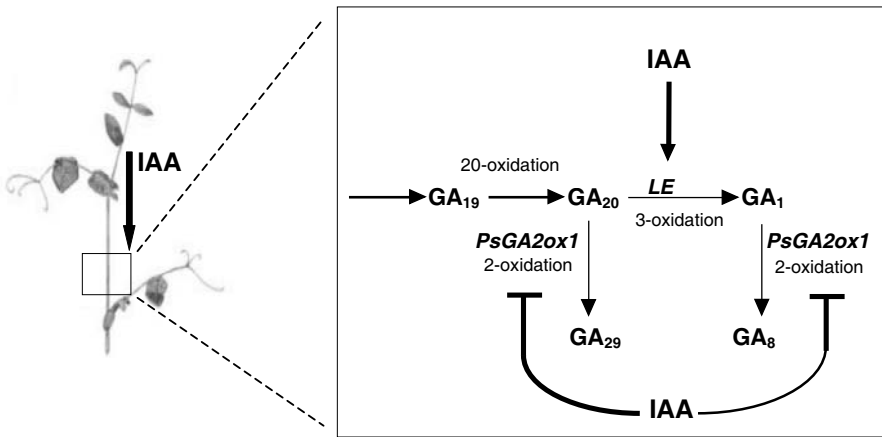 IAA
IAA
20-oxidation
LE
GA₁₉
GA₂₀
GA₁
3-oxidation
PsGA2ox1
PsGA2ox1
2-oxidation
2-oxidation
GA₂₉
GA₈
IAA